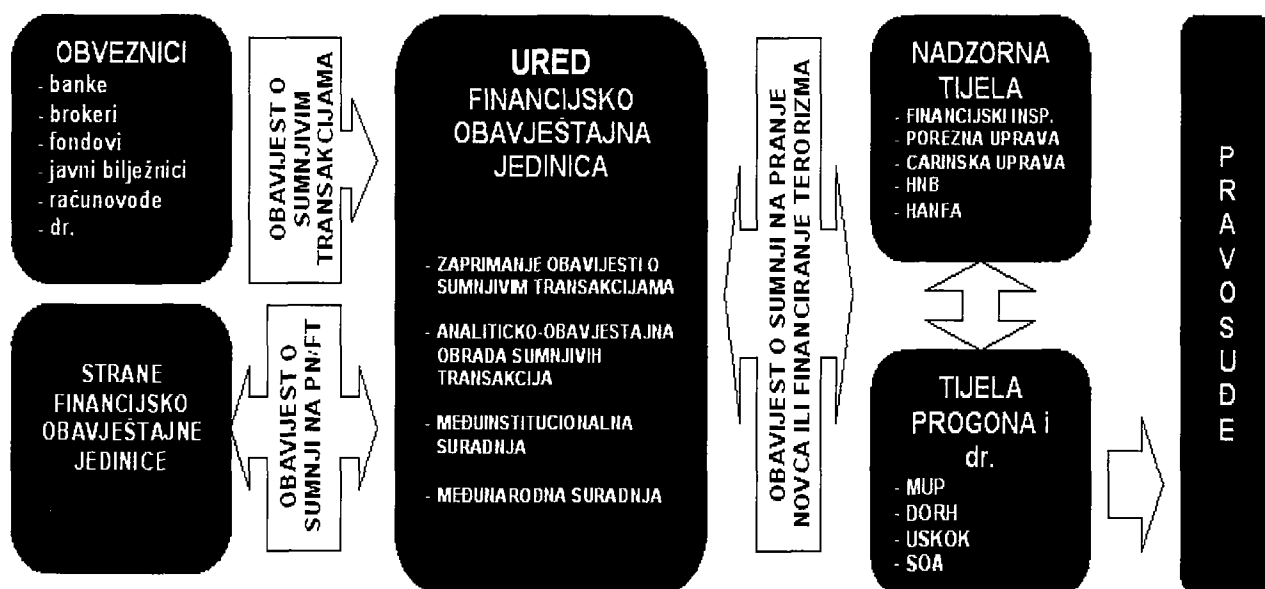 OBVEZNICI
- banke
- brokeri
- fondovi
- javni bilježnici
- računovođe
- dr.
OBAVIJEST O
SUMNJIVIM
TRANSAKCIJAMA
STRANE
FINANCIJSKO
OBAVJEŠTAJNE
JEDINICE
OBAVIJEST O
SUMNJI NA PN/FT
URED
FINANCIJSKO
OBAVJEŠTAJNA
JEDINICA
- ZAPRIMANJE OBAVIJESTI O
SUMNJIVIM TRANSAKCIJAMA
- ANALITICKO-OBAVJESTAJNA
OBRADA SUMNJIVIH
TRANSAKCIJA
- MEĐUINSTITUCIONALNA
SURADNJA
- MEĐUNARODNA SURADNJA
OBAVIJEST O SUMNJI NA PRANJE
NOVCA ILI FINANCIRANJE TERORIZMA
NADZORNA
TIJELA
- FINANCIJSKI INSP.
- POREZNA UPRAVA
- CARINSKA UPRAVA
- HNB
- HANFA
TIJELA
PROGONA i
dr.
- MUP
- DORH
- USKOK
- SOA
PRAVOSUĐE